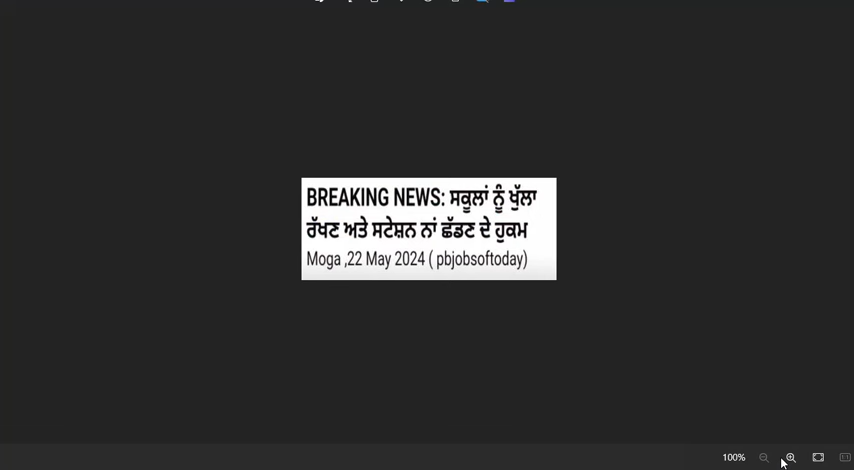 BREAKING NEWS: ਸਕੂਲਾਂ ਨੂੰ ਖੁੱਲਾ
ਰੱਖਣ ਅਤੇ ਸਟੇਸ਼ਨ ਨਾਂ ਛੱਡਣ ਦੇ ਹੁਕਮ
Moga ,22 May 2024 ( pbjobsoftoday)
100%